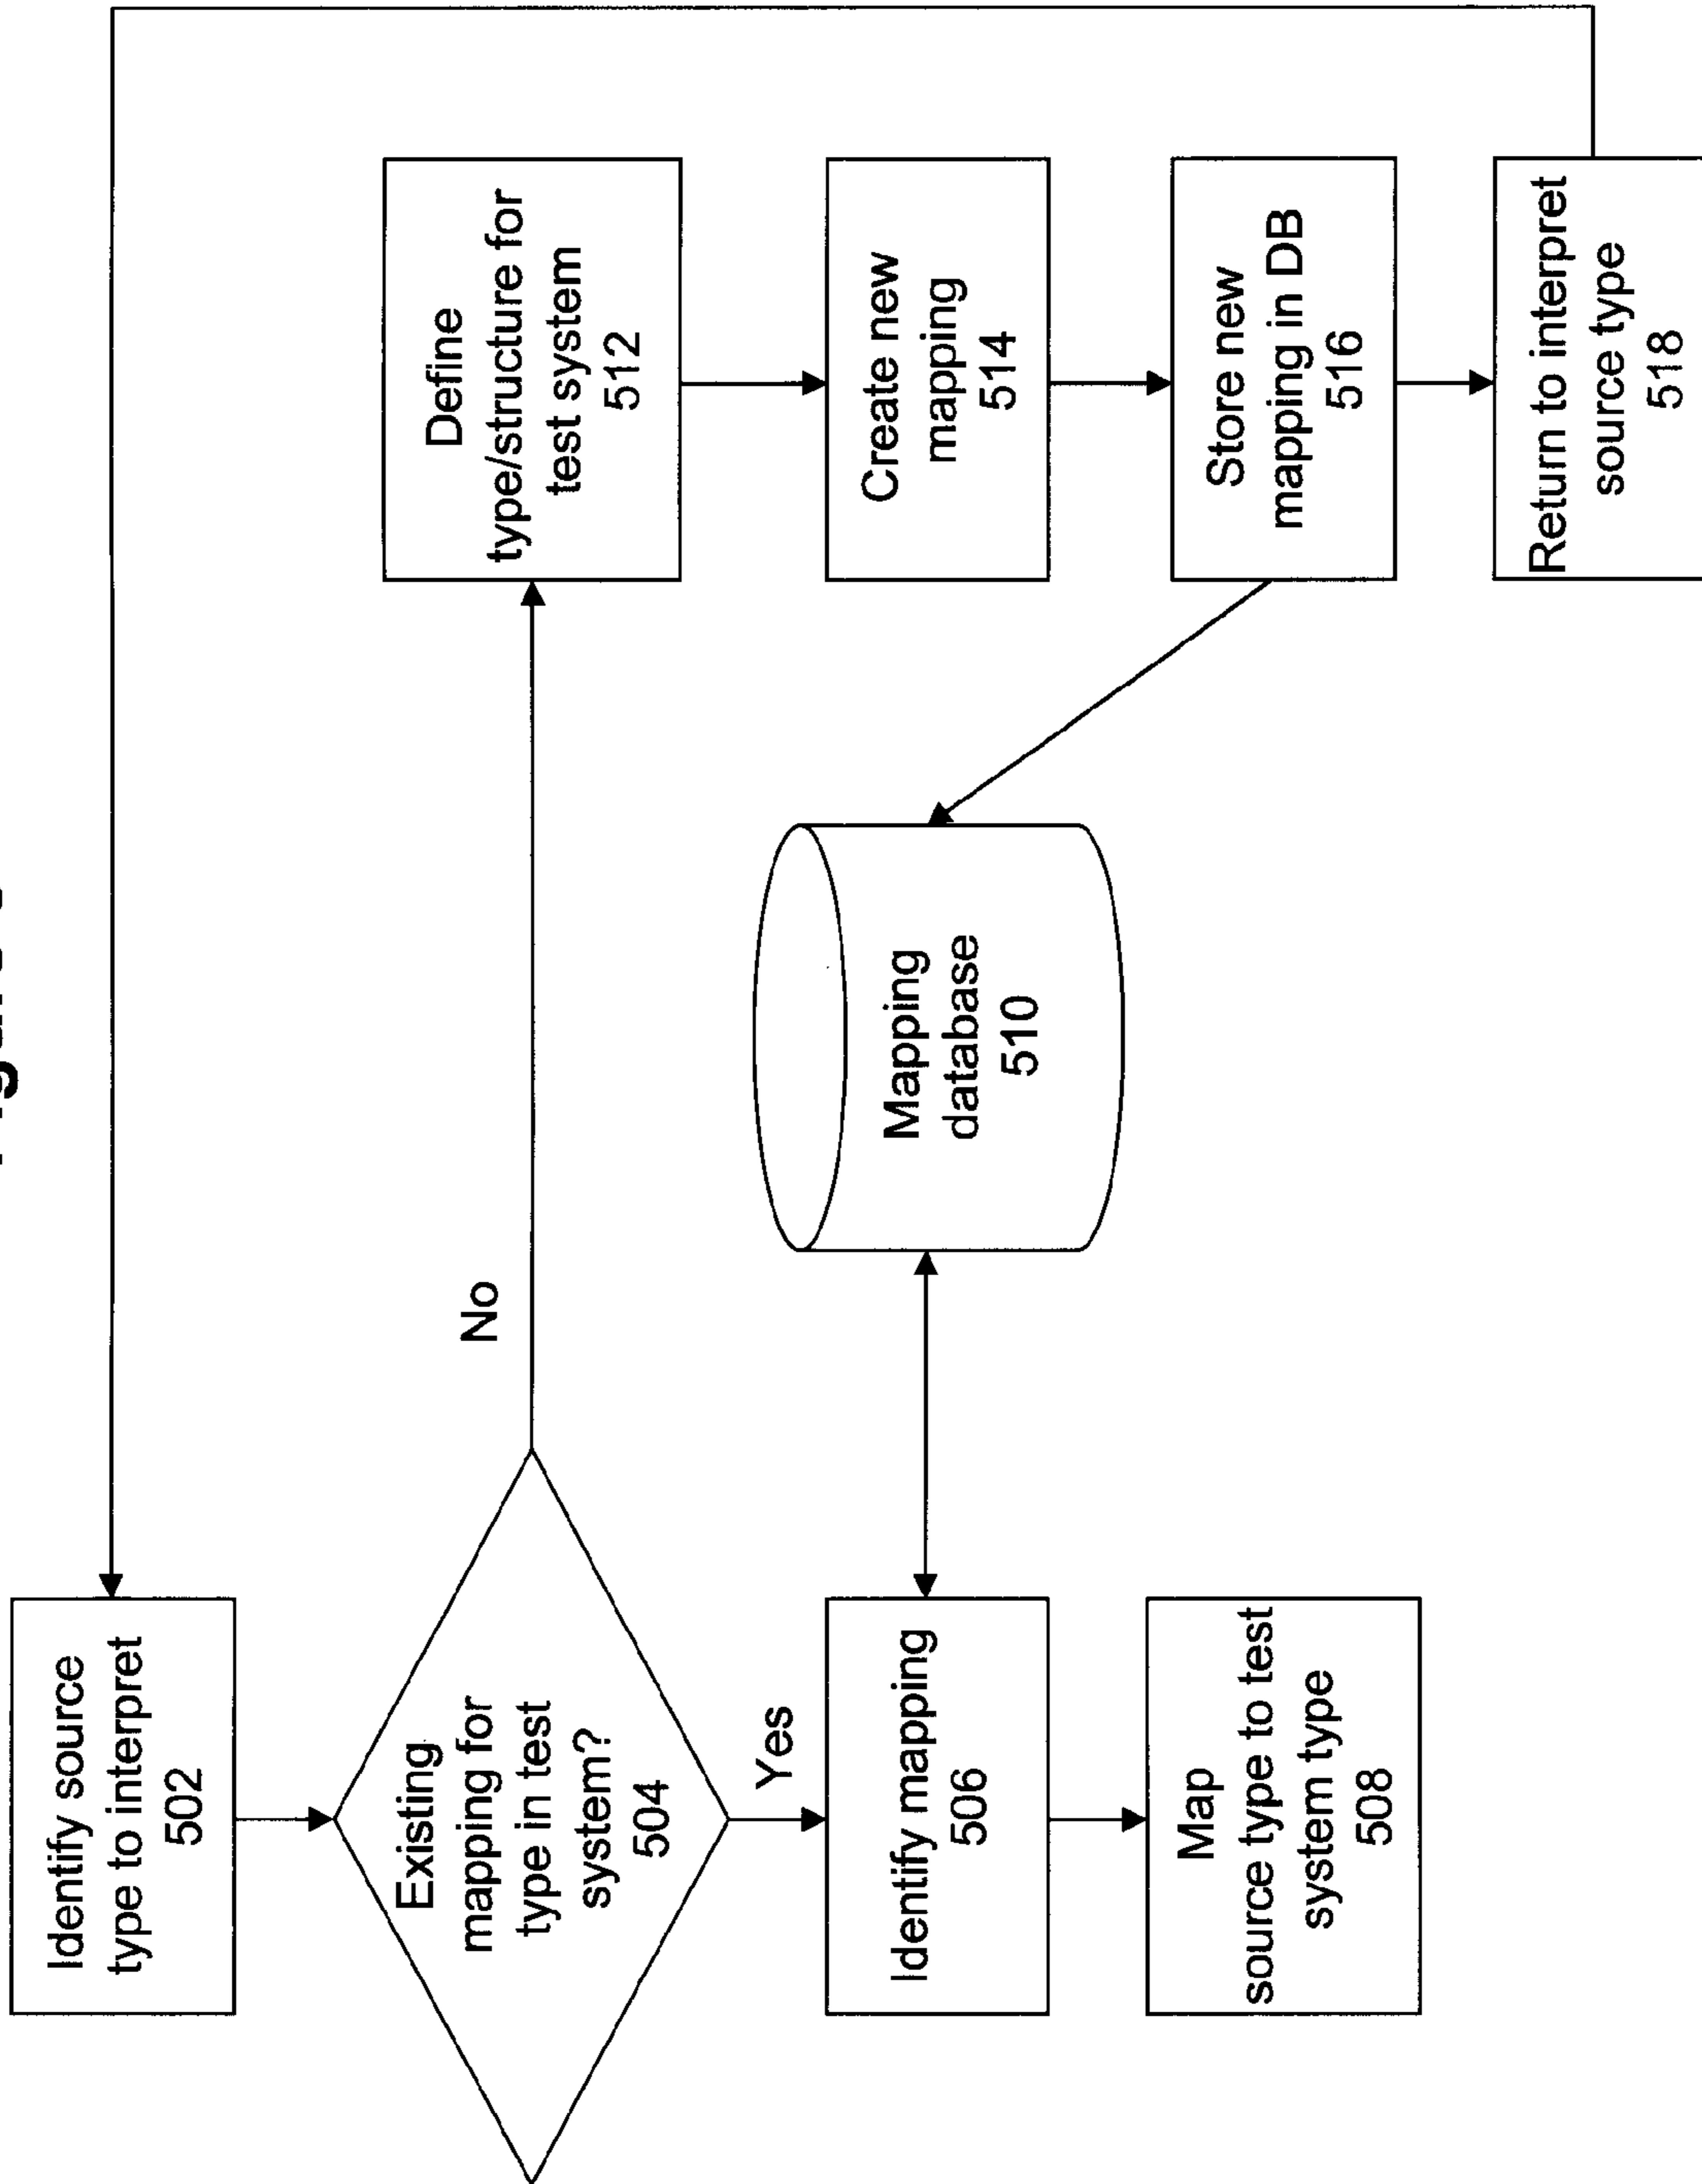 Identify source
type to interpret
502
Existing
mapping for
type in test
system?
504
No
Yes
Identify mapping
506
Map
source type to test
system type
508
Mapping
database
510
Define
type/structure for
test system
512
Create new
mapping
514
Store new
mapping in DB
516
Return to interpret
source type
518